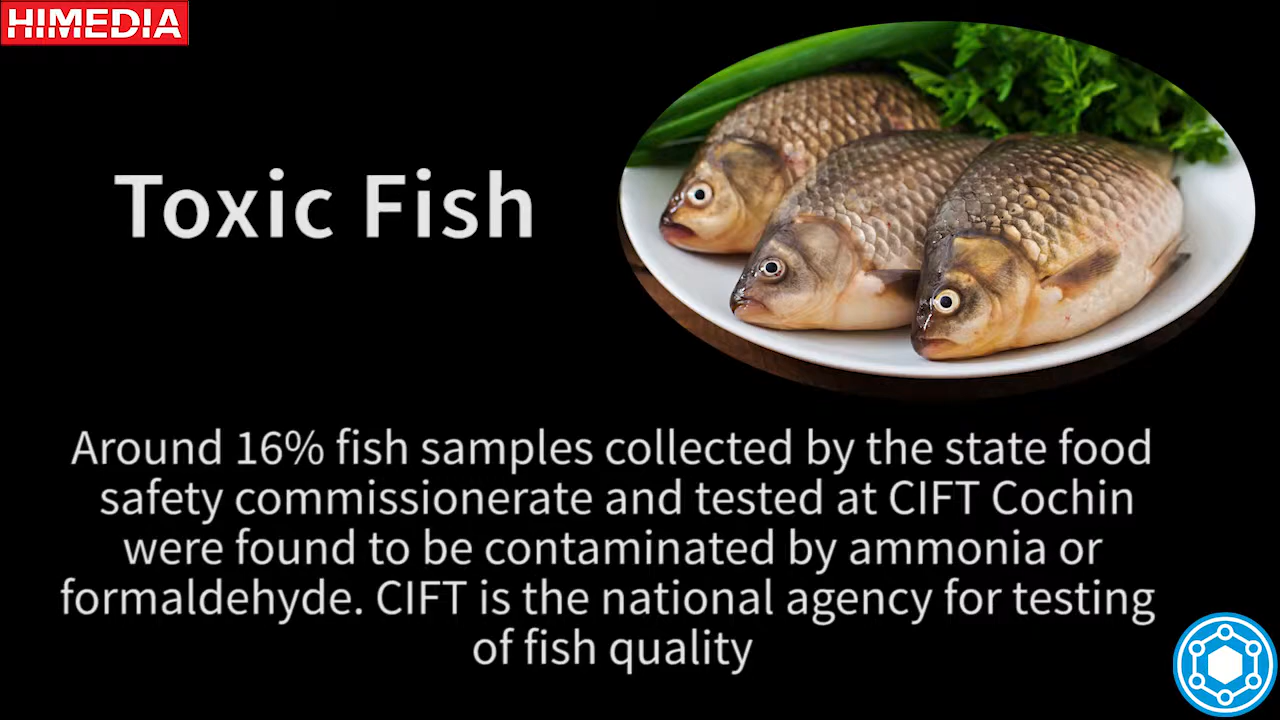 HIMEDIA
Toxic Fish
Around 16% fish samples collected by the state food
safety commissionerate and tested at CIFT Cochin
were found to be contaminated by ammonia or
formaldehyde. CIFT is the national agency for testing
of fish quality